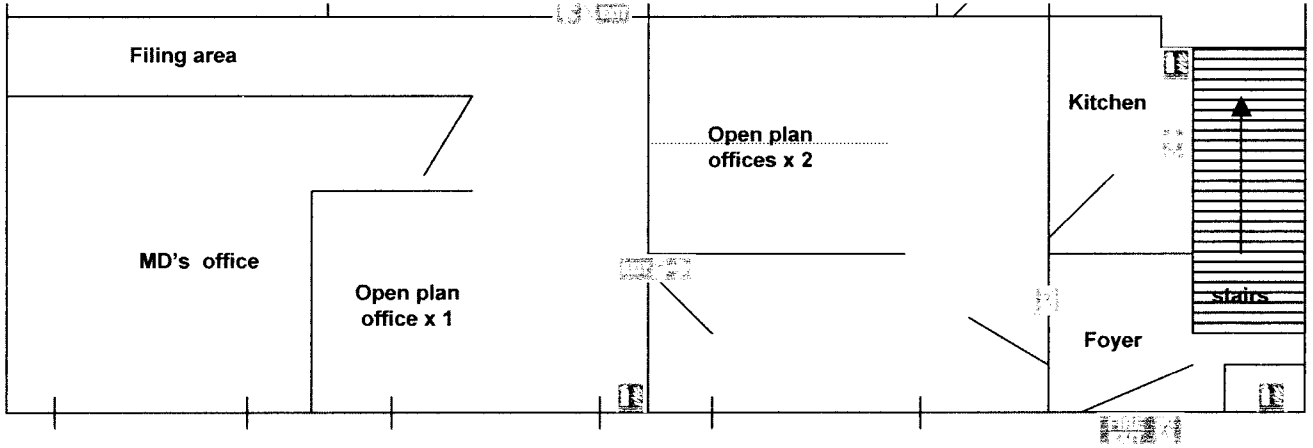 Filing area
Kitchen
Open plan
offices x 2
MD's office
Open plan
office x 1
stairs
Foyer